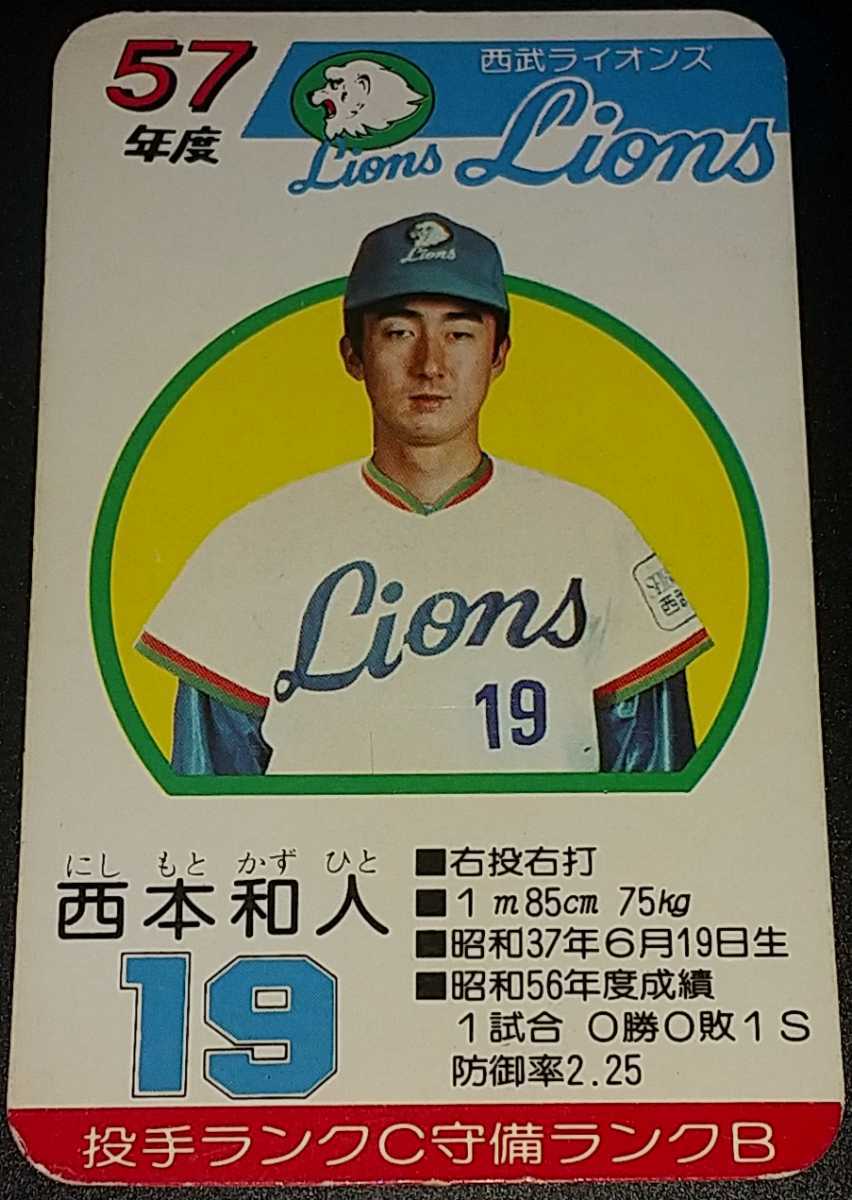 57
年度
西武ライオンズ
Lions
Lions
Lions
Lions
19
にし もと かず ひと
西本和人
19
■右投右打
■1m85cm 75kg
■昭和37年6月19日生
■昭和56年度成績
1試合 0勝0敗1S
防御率2.25
投手ランクC守備ランクB